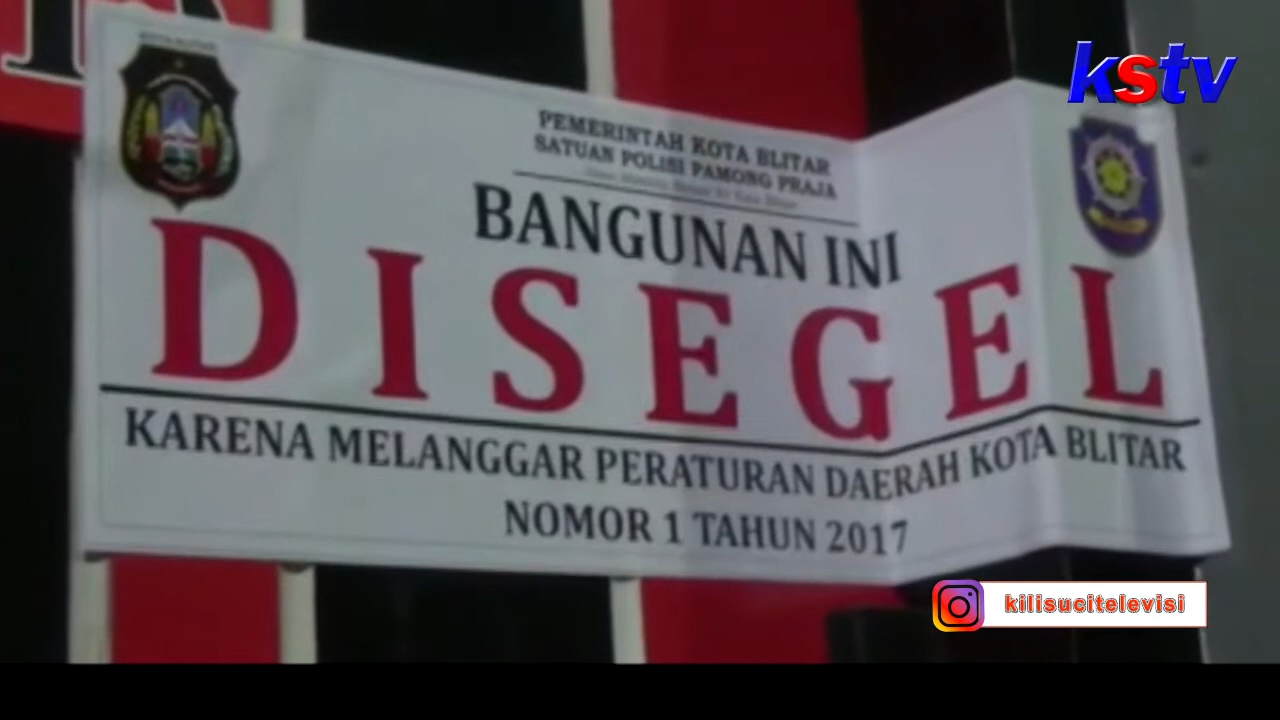 kstv
PEMERINTAH KOTA BLITAR
SATUAN POLISI PAMONG PRAJA
BANGUNAN INI
DISEGEL
KARENA MELANGGAR PERATURAN DAERAH KOTA BLITAR
NOMOR 1 TAHUN 2017
kilisucitelevisi